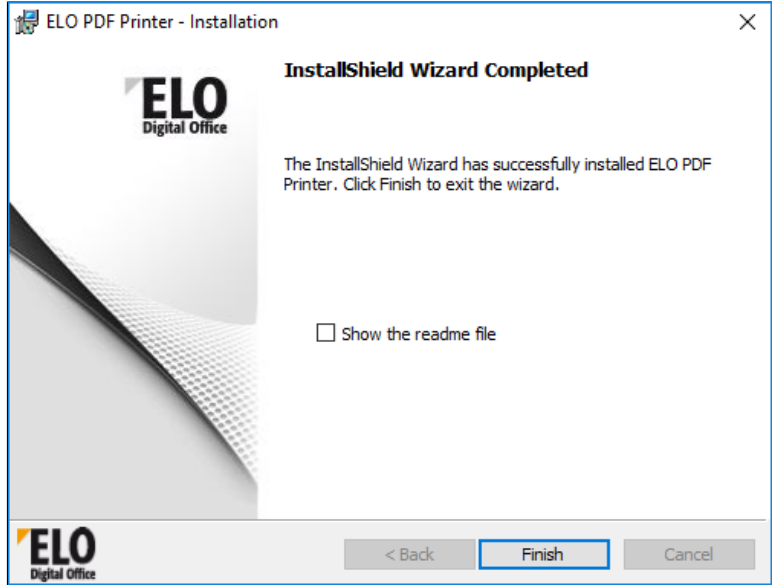 ELO PDF Printer - Installation
ELO
Digital Office
InstallShield Wizard Completed
The InstallShield Wizard has successfully installed ELO PDF
Printer. Click Finish to exit the wizard.
Show the readme file
ELO
Digital Office
< Back
Finish
Cancel